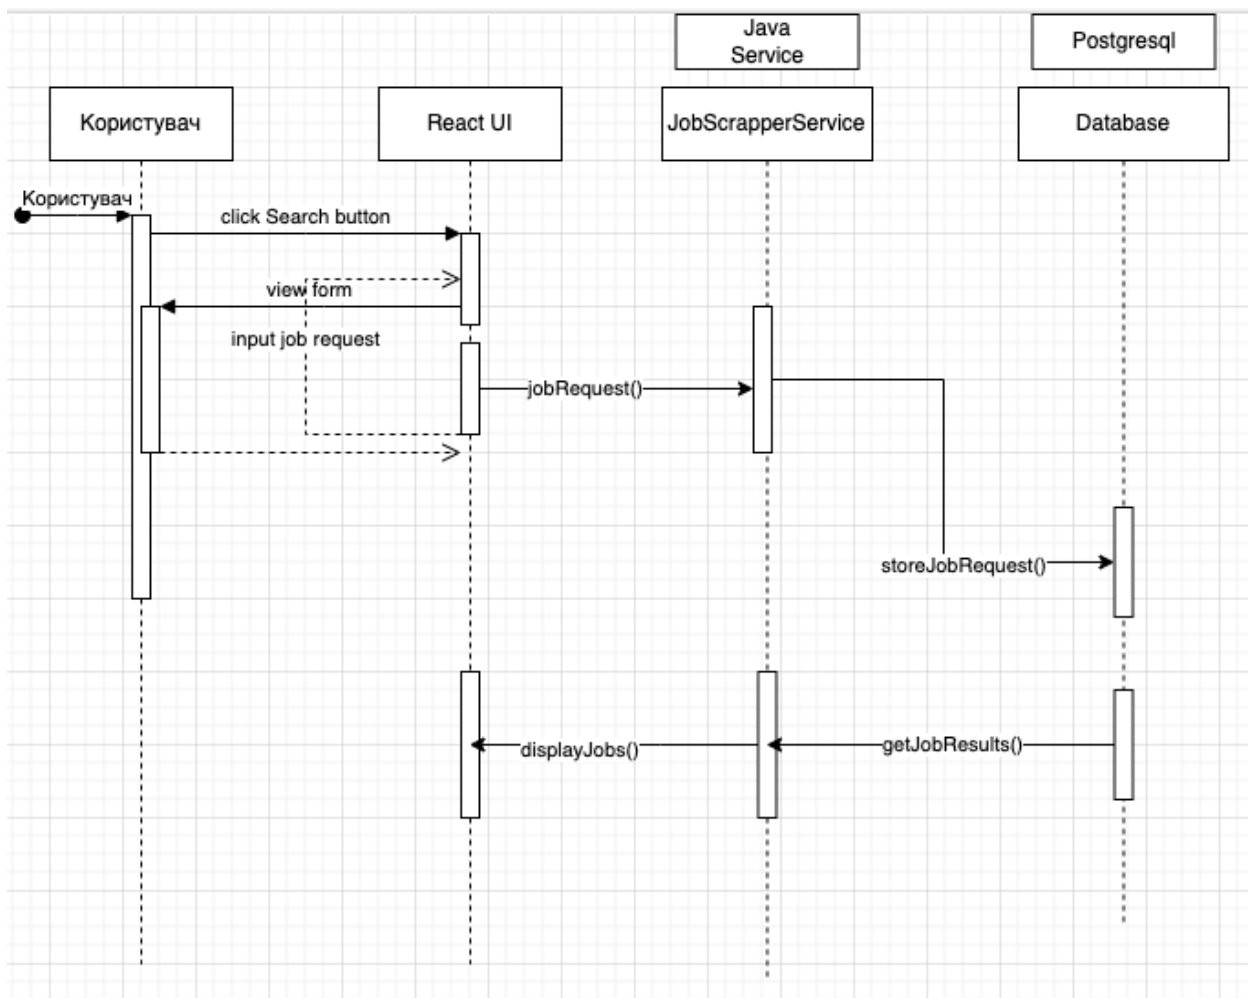 Java
Service
Postgresql
Користувач
React UI
JobScrapperService
Database
Користувач
click Search button
view form
input job request
jobRequest()
storeJobRequest()
displayJobs()
getJobResults()